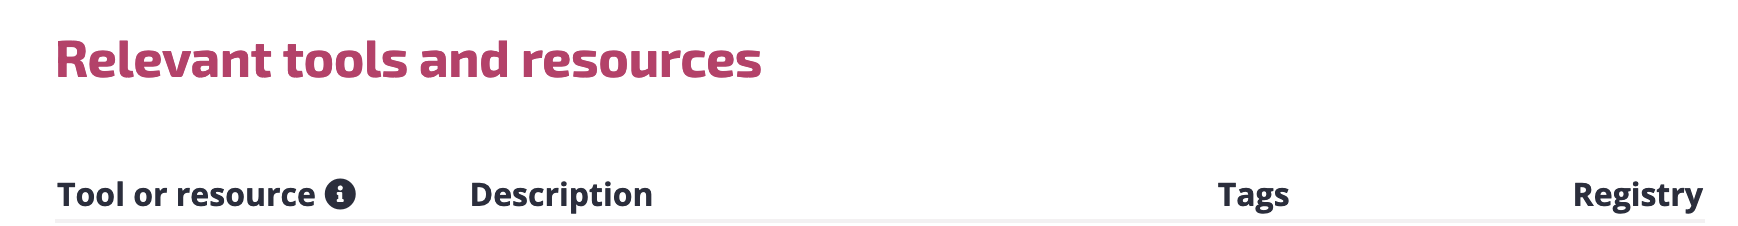 Relevant tools and resources
Tool or resource Description Tags Registry